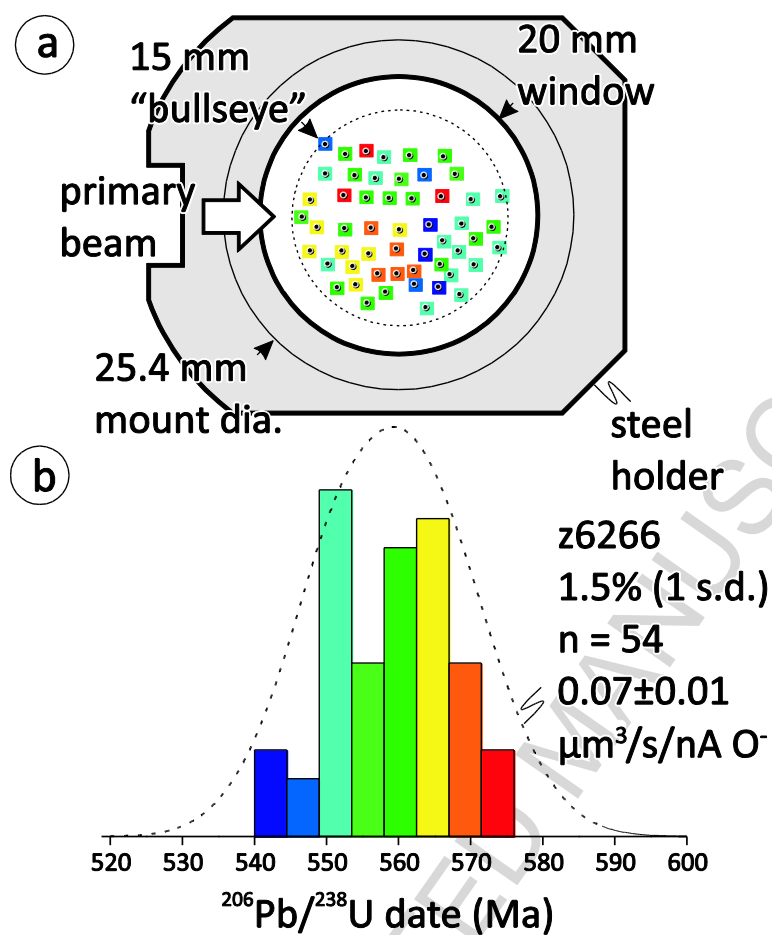 a
15 mm
“bullseye”
20 mm
window
primary
beam
25.4 mm
mount dia.
steel
holder
b
z6266
1.5% (1 s.d.)
n = 54
0.07±0.01
µm³/s/nA O⁻
520 530 540 550 560 570 580 590 600
²⁰⁶Pb/²³⁸U date (Ma)
ED MANUSC